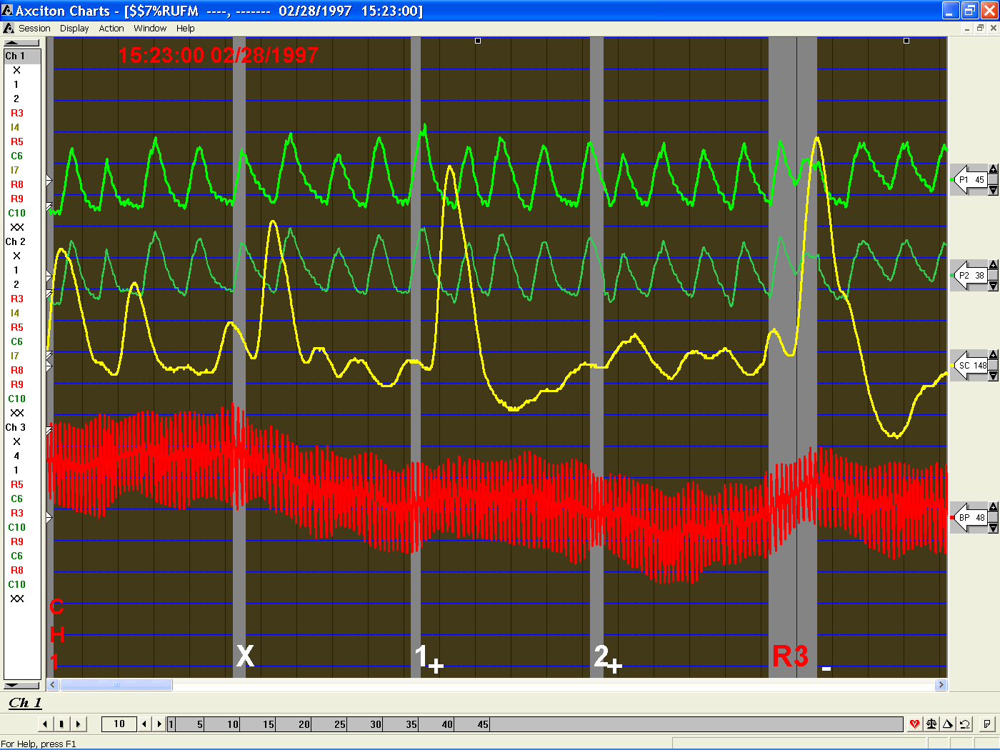 Axciton Charts - [$$7%RUFM ----, ------- 02/28/1997 15:23:00]
Session Display Action Window Help
15:23:00 02/28/1997
Ch 1
X
1
2
R3
I4
R5
C6
I7
R8
R9
C10
XX
Ch 2
X
1
2
R3
I4
R5
C6
I7
R8
R9
C10
XX
Ch 3
X
4
1
R5
C6
R3
C10
R9
C6
R8
C10
XX
P1 45
P2 38
SC 148
BP 48
C
H
1
X 1+ 2+ R3 -
Ch 1
10 1 5 10 15 20 25 30 35 40 45
For Help, press F1